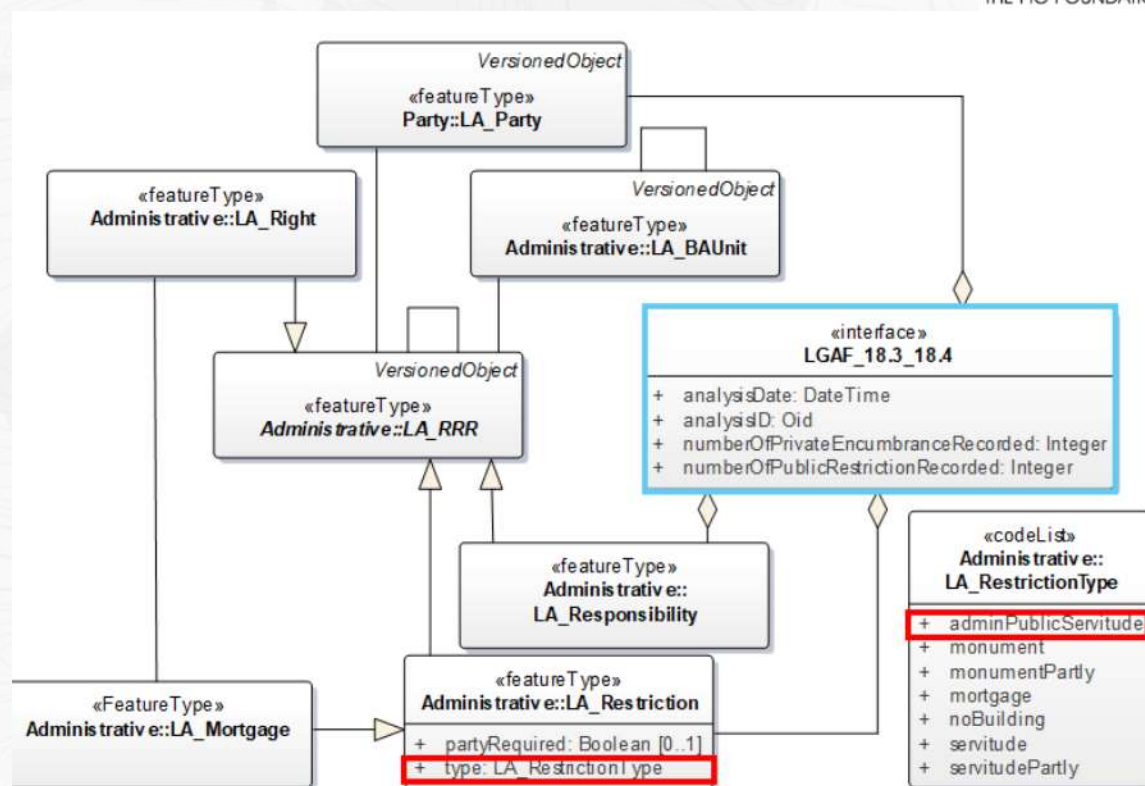 VersionedObject
«featureType»
Party::LA_Party
«featureType»
Administrative::LA_Right
VersionedObject
«featureType»
Administrative::LA_BAUnit
VersionedObject
«featureType»
Administrative::LA_RRR
«interface»
LGAF_18.3_18.4
+ analysisDate: DateTime
+ analysisID: Oid
+ numberOfPrivateEncumbranceRecorded: Integer
+ numberOfPublicRestrictionRecorded: Integer
«featureType»
Administrative::
LA_Responsibility
«codeList»
Administrative::
LA_RestrictionType
+ adminPublicServitude
+ monument
+ monumentPartly
+ mortgage
+ noBuilding
+ servitude
+ servitudePartly
«FeatureType»
Administrative::LA_Mortgage
«featureType»
Administrative::LA_Restriction
+ partyRequired: Boolean [0..1]
+ type: LA_RestrictionType